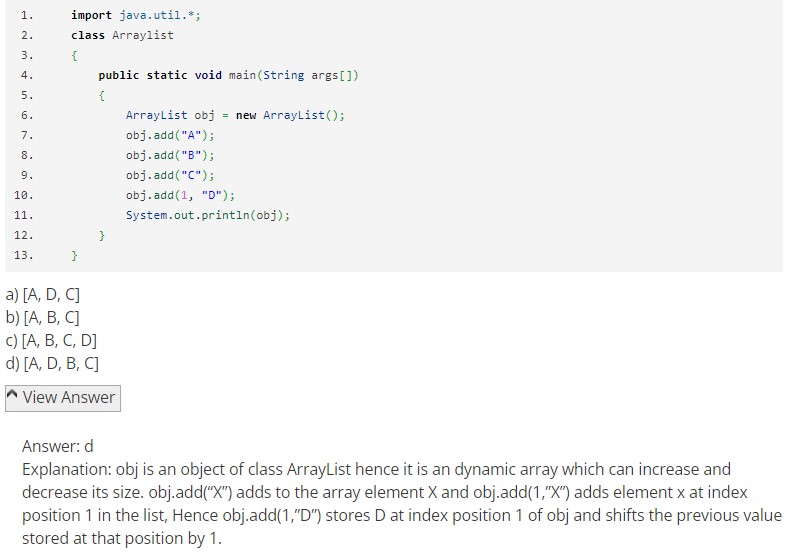 1. import java.util.*;
2. class Arraylist
3. {
4. public static void main(String args[])
5. {
6. ArrayList obj = new ArrayList();
7. obj.add("A");
8. obj.add("B");
9. obj.add("C");
10. obj.add(1, "D");
11. System.out.println(obj);
12. }
13. }
a) [A, D, C]
b) [A, B, C]
c) [A, B, C, D]
d) [A, D, B, C]
View Answer
Answer: d
Explanation: obj is an object of class ArrayList hence it is an dynamic array which can increase and
decrease its size. obj.add(“X”) adds to the array element X and obj.add(1,”X”) adds element x at index
position 1 in the list, Hence obj.add(1,”D”) stores D at index position 1 of obj and shifts the previous value
stored at that position by 1.